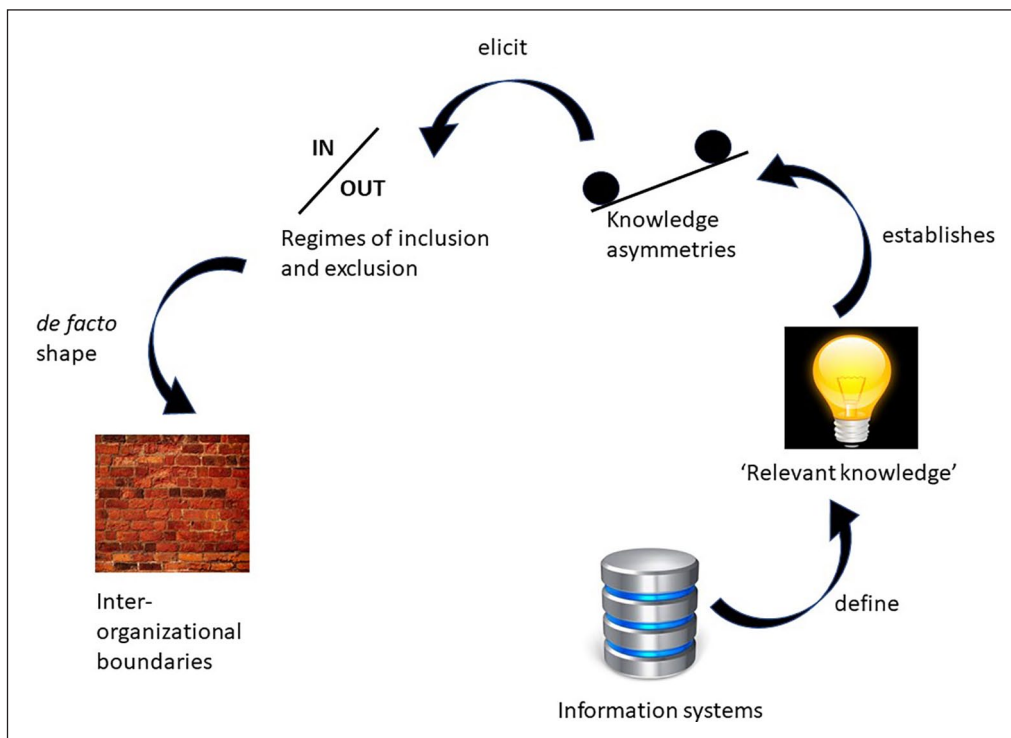 elicit
IN
OUT
Regimes of inclusion
and exclusion
Knowledge
asymmetries
establishes
de facto
shape
'Relevant knowledge'
Inter-
organizational
boundaries
define
Information systems